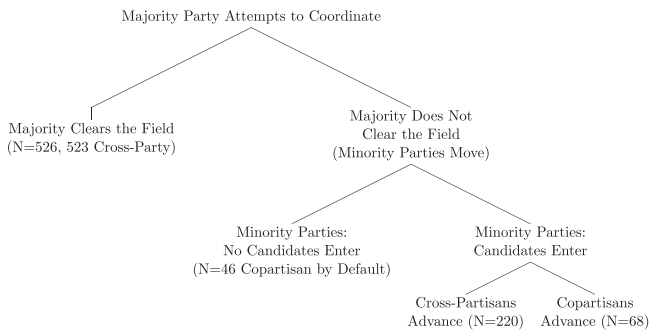 Majority Party Attempts to Coordinate
Majority Clears the Field
(N=526, 523 Cross-Party)
Majority Does Not
Clear the Field
(Minority Parties Move)
Minority Parties:
No Candidates Enter
(N=46 Copartisan by Default)
Minority Parties:
Candidates Enter
Cross-Partisans
Advance (N=220)
Copartisans
Advance (N=68)